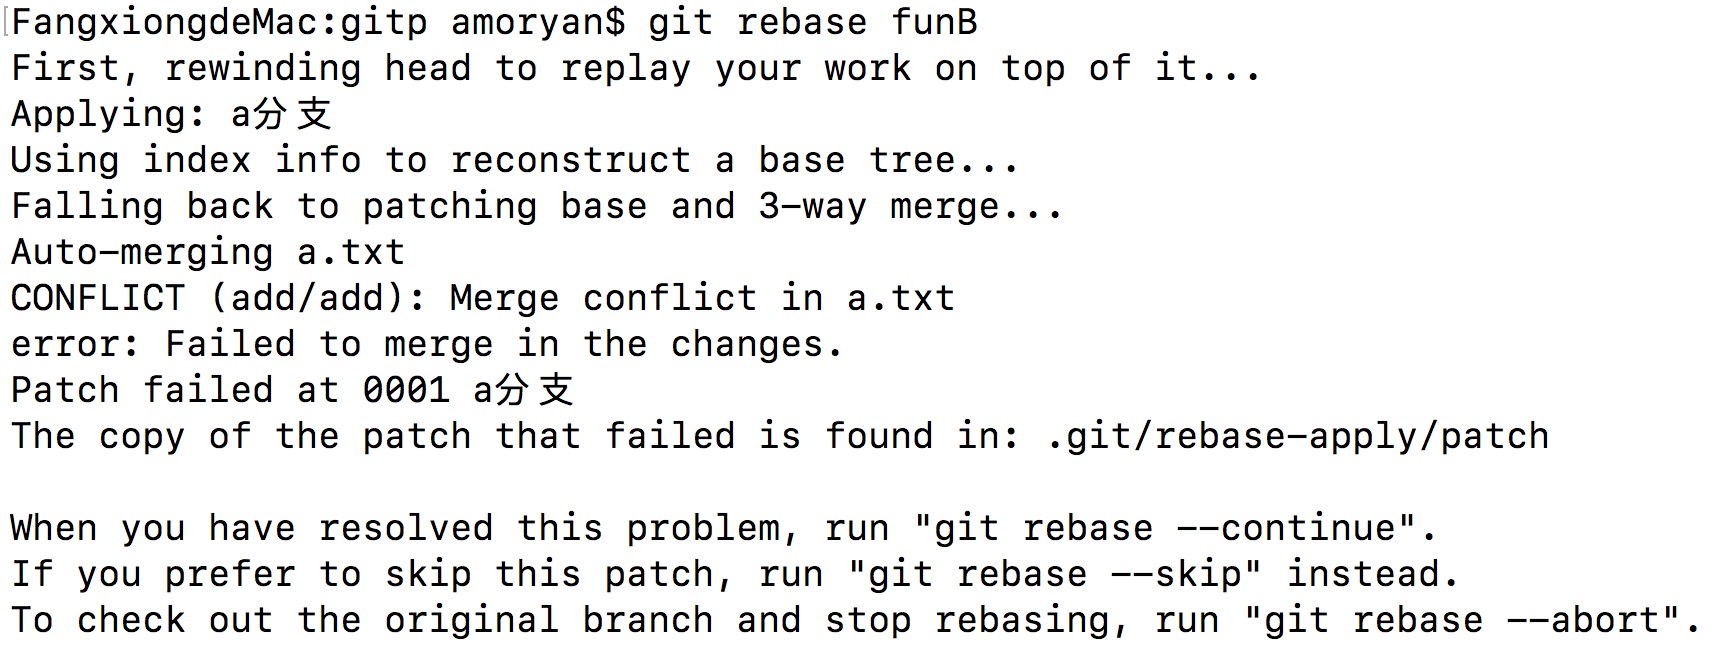 FangxiongdeMac:gitp amoryan$ git rebase funB
First, rewinding head to replay your work on top of it...
Applying: a分支
Using index info to reconstruct a base tree...
Falling back to patching base and 3-way merge...
Auto-merging a.txt
CONFLICT (add/add): Merge conflict in a.txt
error: Failed to merge in the changes.
Patch failed at 0001 a分支
The copy of the patch that failed is found in: .git/rebase-apply/patch
When you have resolved this problem, run "git rebase --continue".
If you prefer to skip this patch, run "git rebase --skip" instead.
To check out the original branch and stop rebasing, run "git rebase --abort".